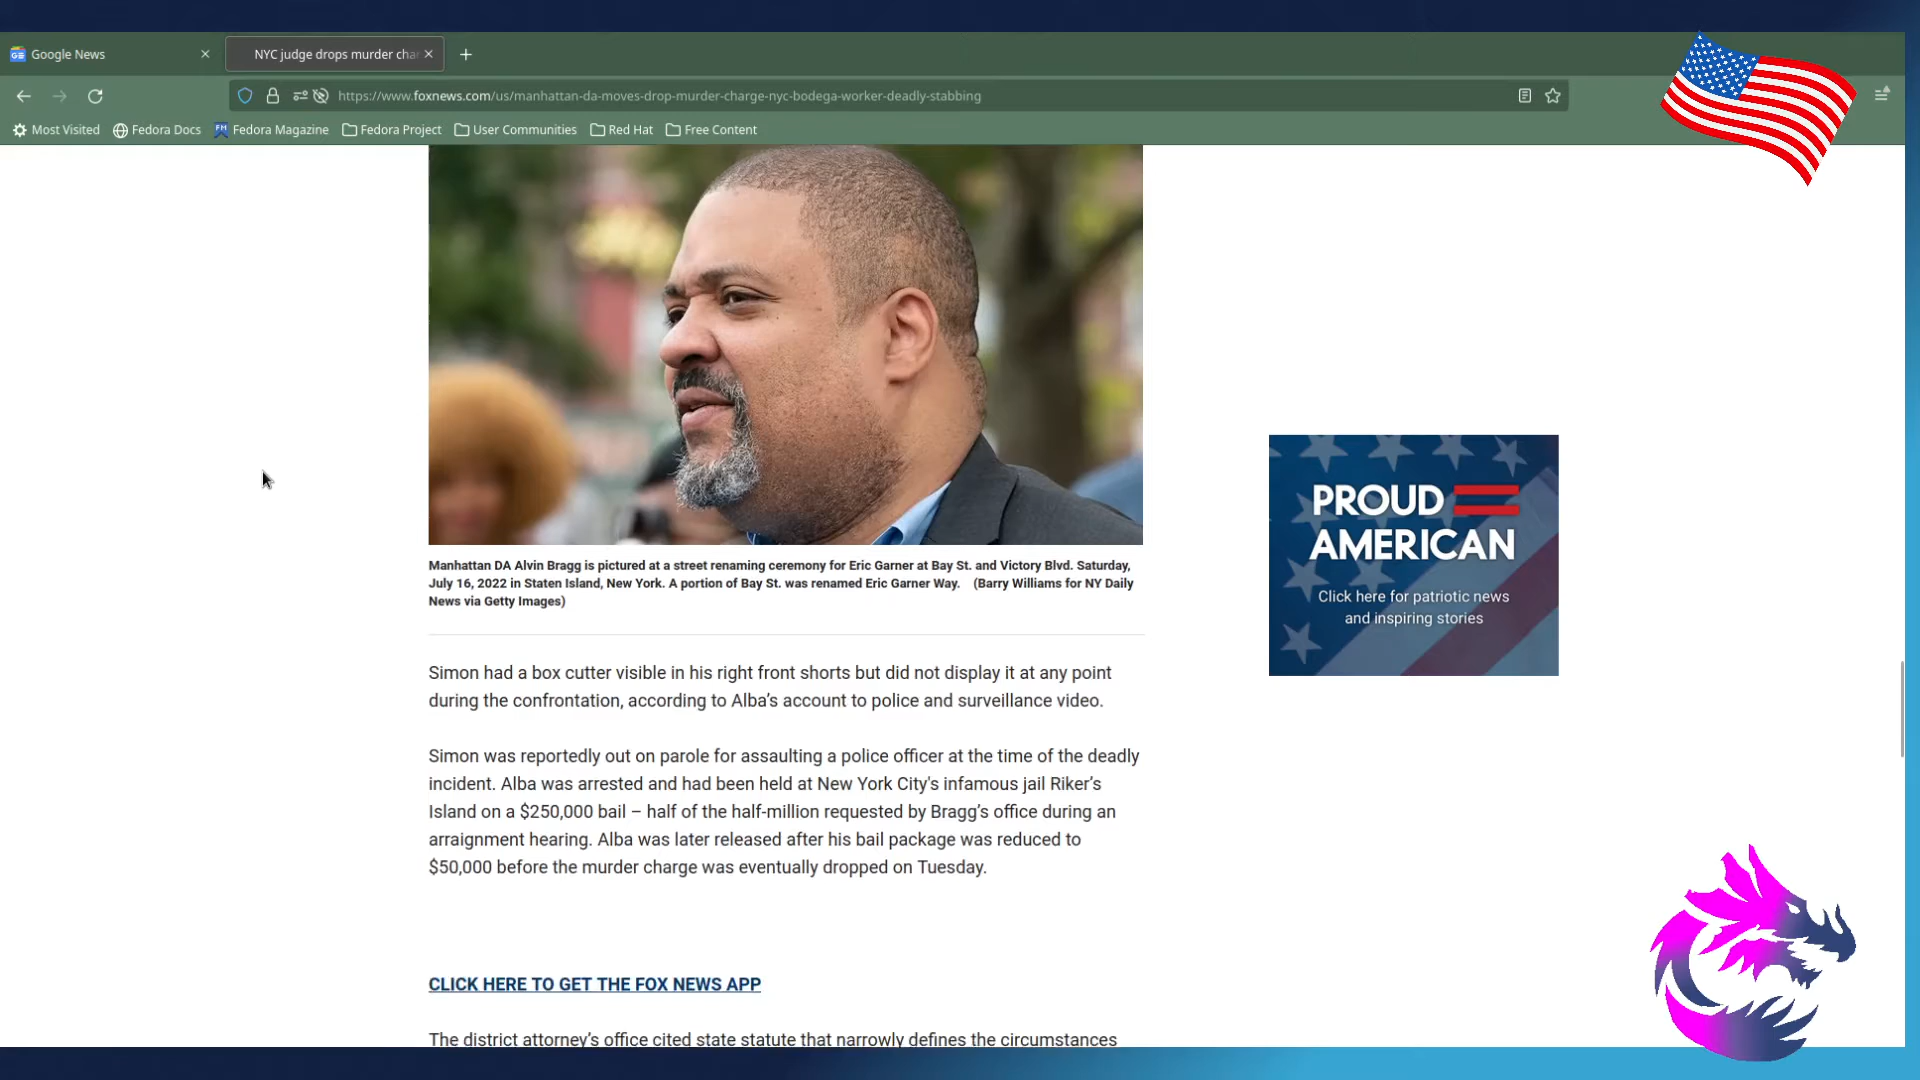 Google News
NYC judge drops murder cha
https://www.foxnews.com/us/manhattan-da-moves-drop-murder-charge-nyc-bodega-worker-deadly-stabbing
Most Visited Fedora Docs FM Fedora Magazine Fedora Project User Communities Red Hat Free Content
Manhattan DA Alvin Bragg is pictured at a street renaming ceremony for Eric Garner at Bay St. and Victory Blvd. Saturday,
July 16, 2022 in Staten Island, New York. A portion of Bay St. was renamed Eric Garner Way. (Barry Williams for NY Daily
News via Getty Images)
PROUD
AMERICAN
Click here for patriotic news
and inspiring stories
Simon had a box cutter visible in his right front shorts but did not display it at any point
during the confrontation, according to Alba’s account to police and surveillance video.
Simon was reportedly out on parole for assaulting a police officer at the time of the deadly
incident. Alba was arrested and had been held at New York City's infamous jail Riker’s
Island on a $250,000 bail – half of the half-million requested by Bragg’s office during an
arraignment hearing. Alba was later released after his bail package was reduced to
$50,000 before the murder charge was eventually dropped on Tuesday.
CLICK HERE TO GET THE FOX NEWS APP
The district attorney’s office cited state statute that narrowly defines the circumstances